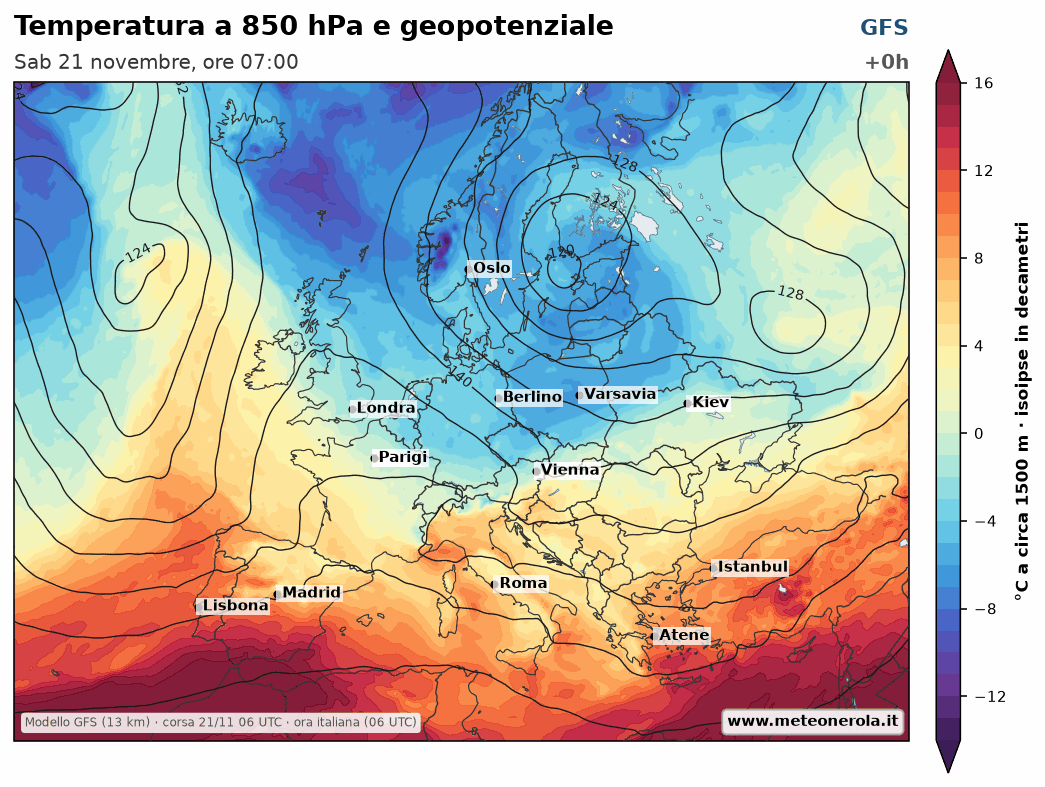 Temperatura a 850 hPa e geopotenziale
GFS
Sab 21 novembre, ore 07:00
+0h
16
12
8
4
0
−4
−8
−12
°C a circa 1500 m · isoipse in decametri
128
124
124
120
128
140
Oslo
Berlino
Varsavia
Kiev
Londra
Parigi
Vienna
Istanbul
Roma
Madrid
Lisbona
Atene
Modello GFS (13 km) · corsa 21/11 06 UTC · ora italiana (06 UTC)
www.meteonerola.it